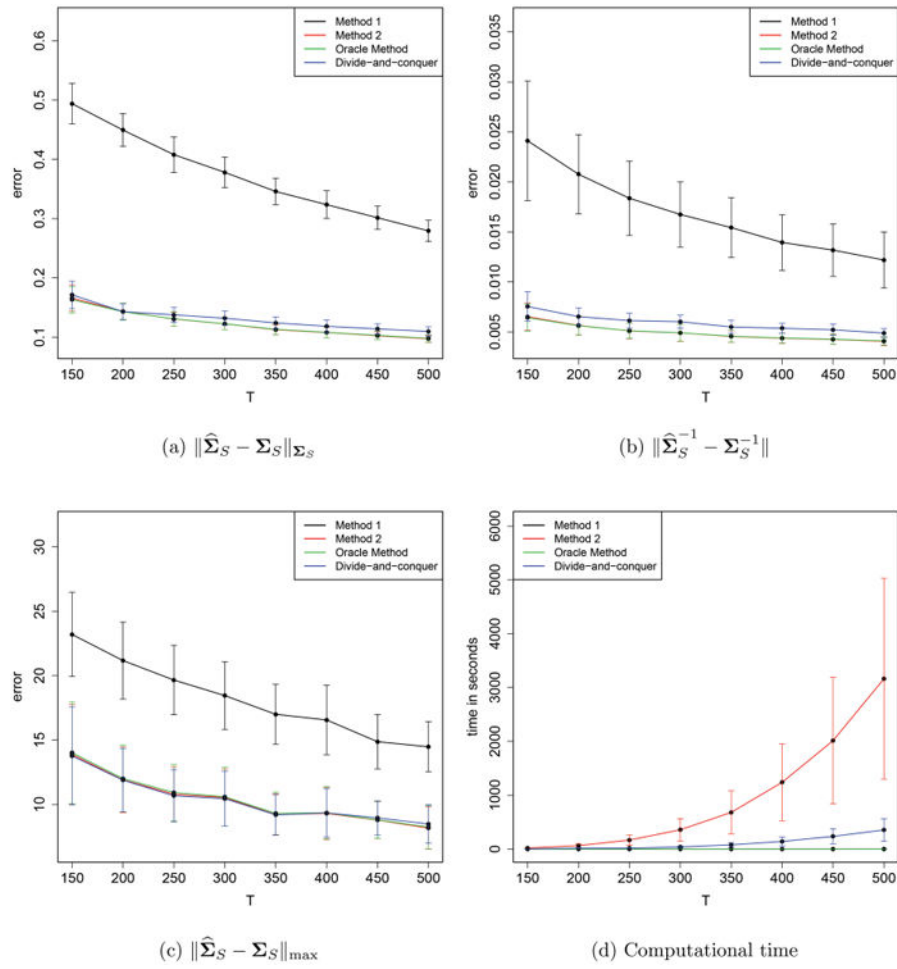 Method 1
Method 2
Oracle Method
Divide-and-conquer
error
0.6
0.5
0.4
0.3
0.2
0.1
150 200 250 300 350 400 450 500
T
(a) ‖Σ̂_S − Σ_S‖_Σ_S
Method 1
Method 2
Oracle Method
Divide-and-conquer
error
0.035
0.030
0.025
0.020
0.015
0.010
0.005
0.000
150 200 250 300 350 400 450 500
T
(b) ‖Σ̂_S^{-1} − Σ_S^{-1}‖
Method 1
Method 2
Oracle Method
Divide-and-conquer
error
30
25
20
15
10
150 200 250 300 350 400 450 500
T
(c) ‖Σ̂_S − Σ_S‖_max
Method 1
Method 2
Oracle Method
Divide-and-conquer
time in seconds
6000
5000
4000
3000
2000
1000
0
150 200 250 300 350 400 450 500
T
(d) Computational time